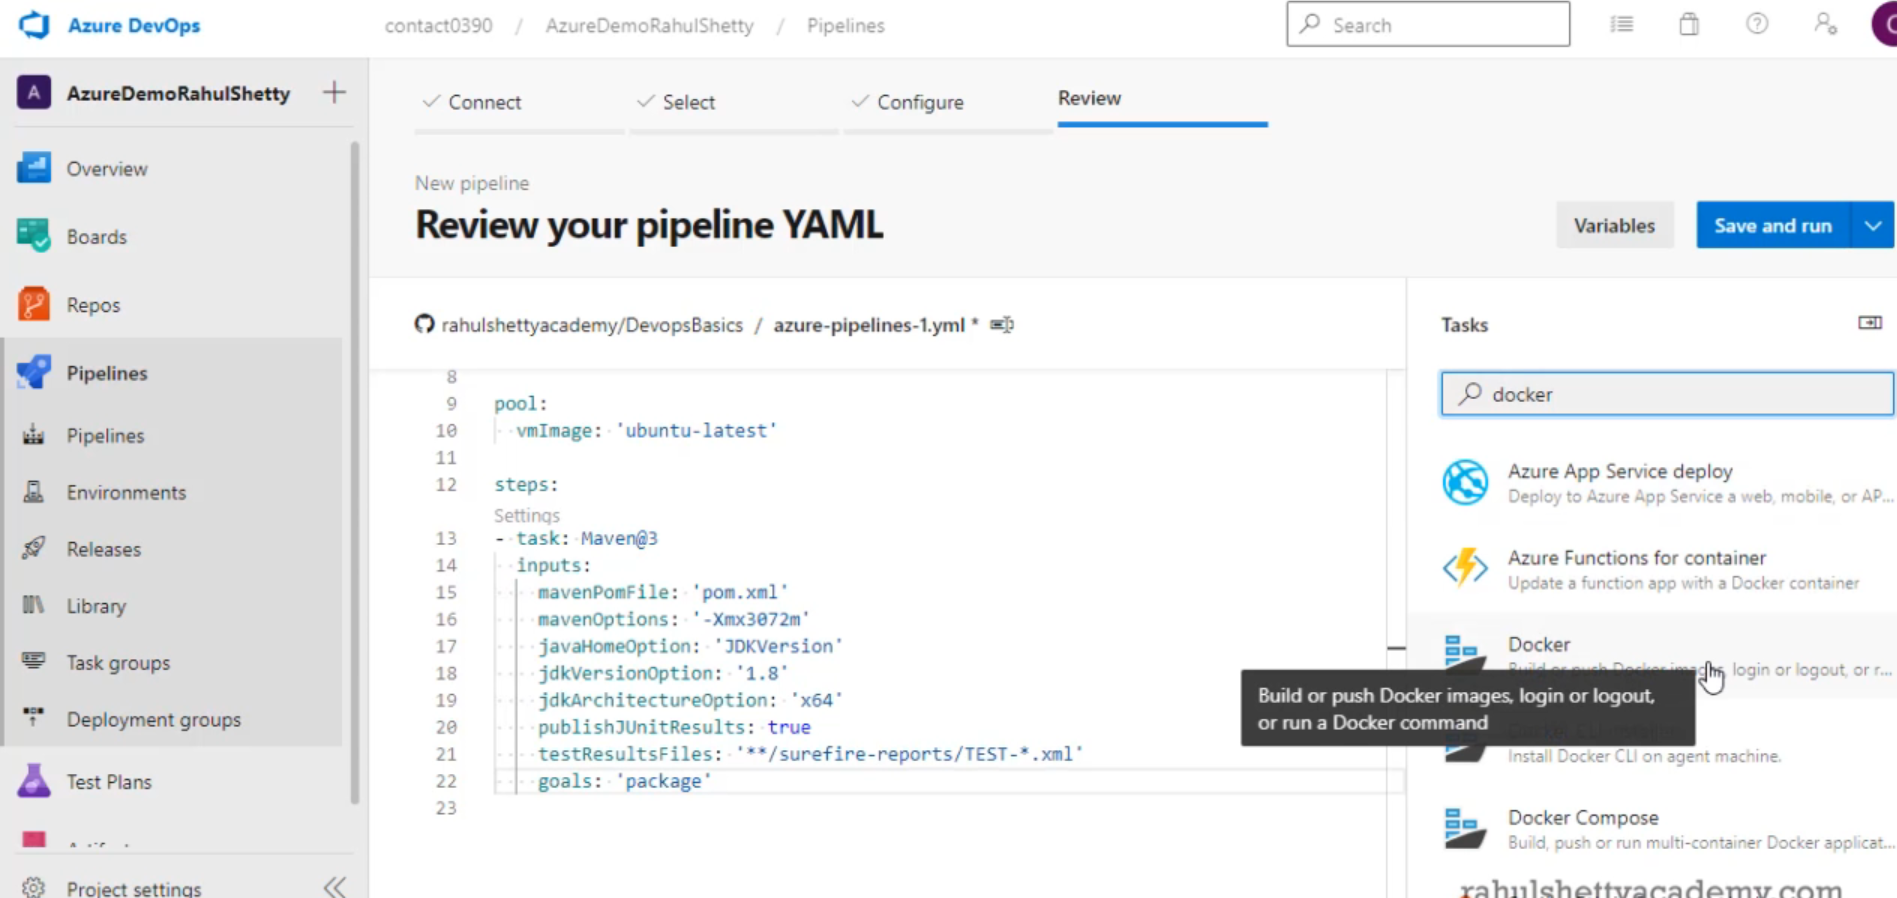 Azure DevOps
contact0390 / AzureDemoRahulShetty / Pipelines
Search
A AzureDemoRahulShetty
Overview
Boards
Repos
Pipelines
Pipelines
Environments
Releases
Library
Task groups
Deployment groups
Test Plans
Project settings
Connect
Select
Configure
Review
New pipeline
Review your pipeline YAML
Variables
Save and run
rahulshettyacademy/DevopsBasics / azure-pipelines-1.yml *
8
9 pool:
10 vmImage: 'ubuntu-latest'
11
12 steps:
Settings
13 - task: Maven@3
14 inputs:
15 mavenPomFile: 'pom.xml'
16 mavenOptions: '-Xmx3072m'
17 javaHomeOption: 'JDKVersion'
18 jdkVersionOption: '1.8'
19 jdkArchitectureOption: 'x64'
20 publishJUnitResults: true
21 testResultsFiles: '**/surefire-reports/TEST-*.xml'
22 goals: 'package'
23
Tasks
docker
Azure App Service deploy
Deploy to Azure App Service a web, mobile, or AP...
Azure Functions for container
Update a function app with a Docker container
Docker
Build or push Docker images, login or logout, or r...
Build or push Docker images, login or logout,
or run a Docker command
Install Docker CLI on agent machine.
Docker Compose
Build, push or run multi-container Docker applicat...
rahulshettyacademy.com